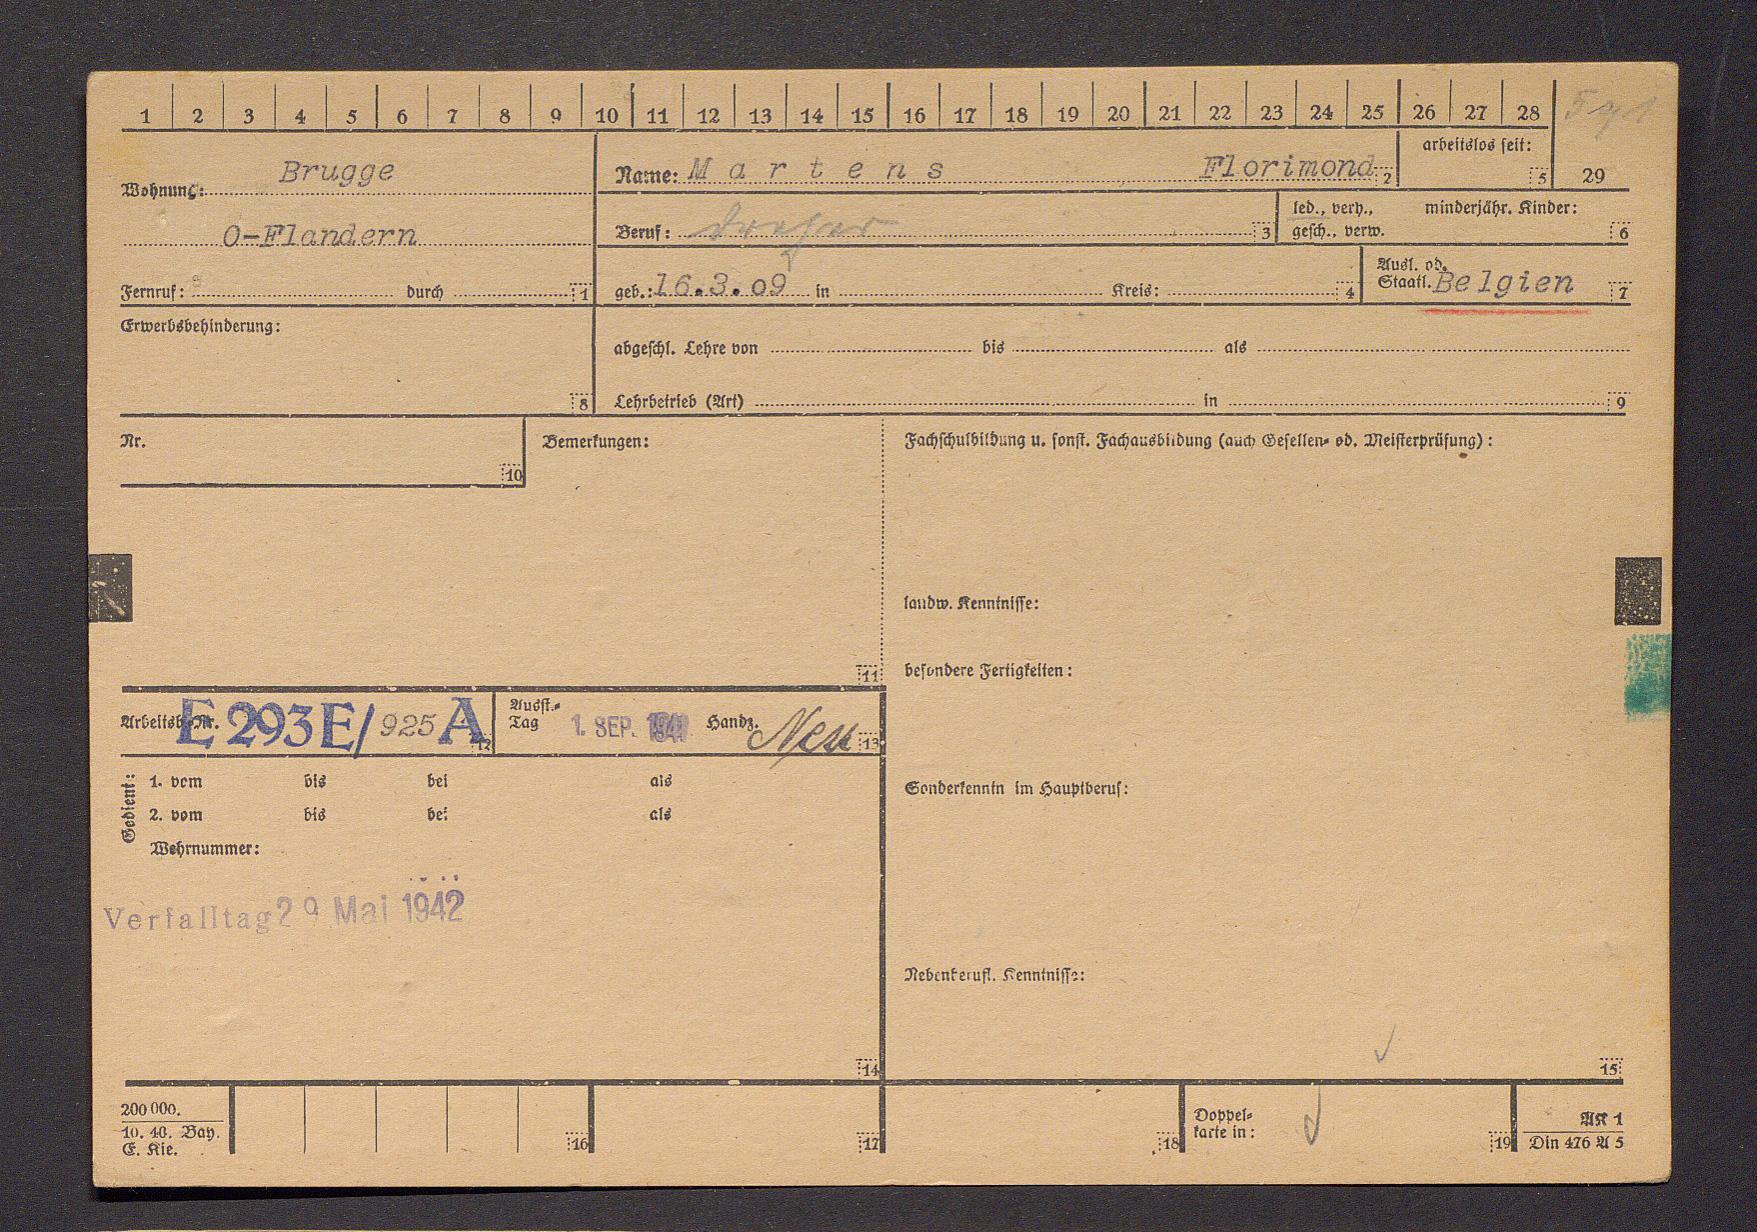 1 2 3 4 5 6 7 8 9 10 11 12 13 14 15 16 17 18 19 20 21 22 23 24 25 26 27 28
Wohnung: Brugge
O-Flandern
Fernruf: durch 1
Name: Martens Florimond 2
arbeitslos seit: 5
29
Beruf: Dreher 3
led., verh., gesch., verw.
minderjähr. Kinder: 6
geb.: 16.3.09 in Kreis: 4
Ausl. od. Staatl. Belgien 7
Erwerbsbehinderung: 8
abgeschl. Lehre von bis als
Lehrbetrieb (Art) in 9
Nr. 10
Bemerkungen: 11
Fachschulbildung u. sonst. Fachausbildung (auch Gesellen- od. Meisterprüfung):
landw. Kenntnisse:
besondere Fertigkeiten:
Arbeitsb.-Nr. E 293E/925 A 12
Ausst.-Tag 1. SEP. 1941 Handz. 13
Gedient:
1. vom bis bei als
2. vom bis bei als
Wehrnummer:
Verfalltag 29 Mai 1942
14
Sonderkenntn im Hauptberuf:
Nebenberufl. Kenntnisse:
15
200 000.
10. 40. Bay.
E. Kie.
16 17 18
Doppelkarte in: 19
AK 1
Din 476 A 5